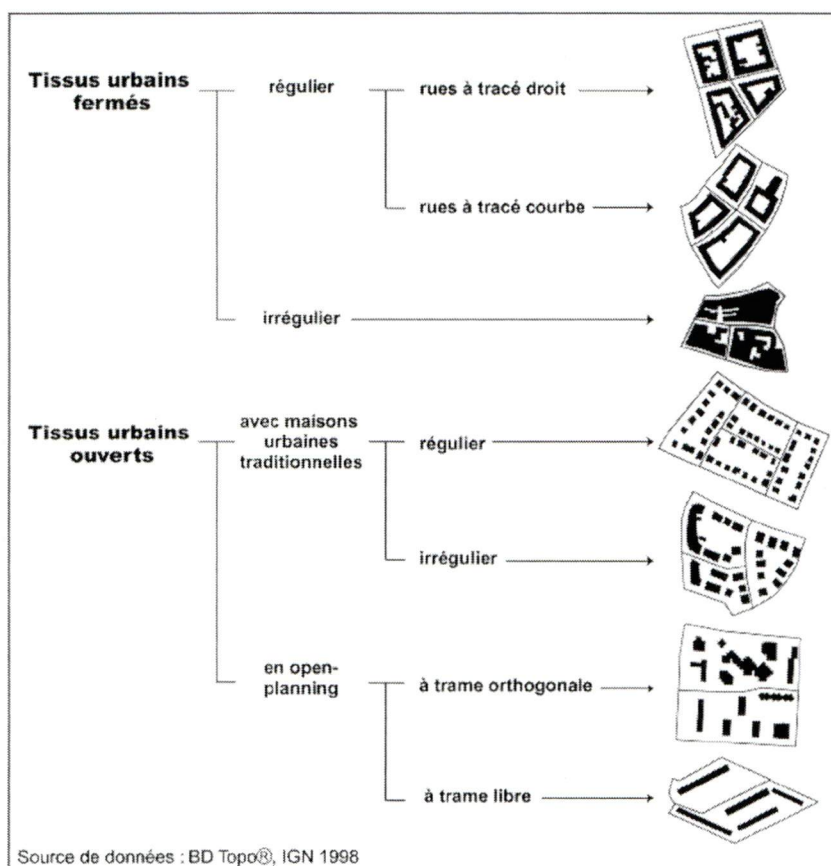 Tissus urbains
fermés
régulier
rues à tracé droit
rues à tracé courbe
irrégulier
Tissus urbains
ouverts
avec maisons
urbaines
traditionnelles
régulier
irrégulier
en open-
planning
à trame orthogonale
à trame libre
Source de données : BD Topo®, IGN 1998